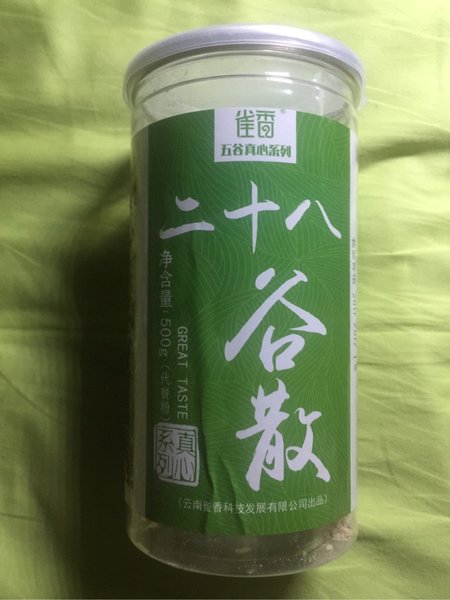 雀香®
五谷真心系列
二十八
谷散
净含量:500g(代餐粉)
GREAT TASTE
真心
系列
(云南雀香科技发展有限公司出品)